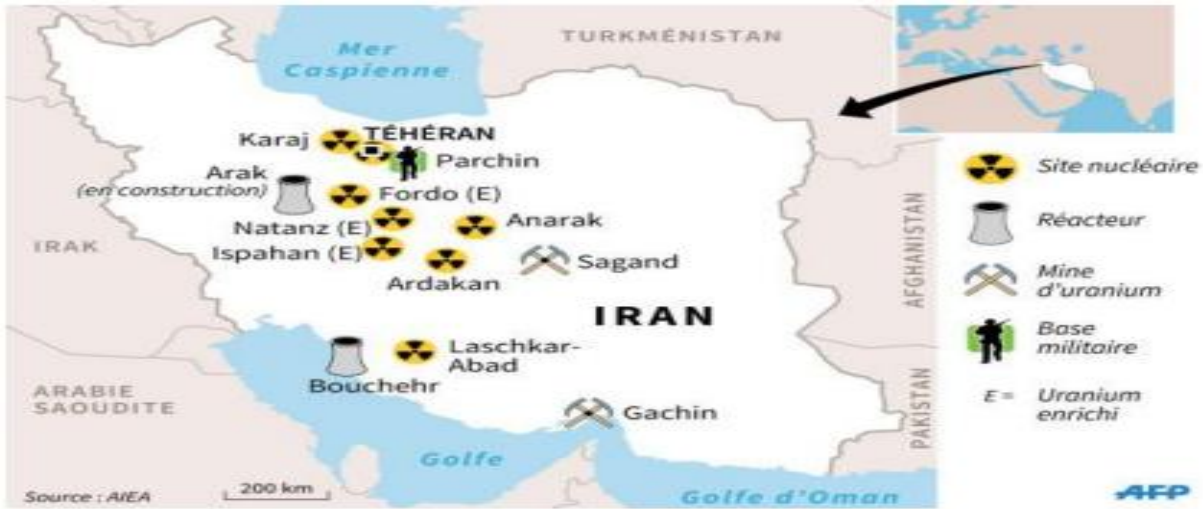 Mer
Caspienne
TURKMÉNISTAN
Karaj
TÉHÉRAN
Parchin
Arak
(en construction)
Fordo (E)
Natanz (E)
Anarak
Ispahan (E)
Sagand
Ardakan
IRAK
IRAN
AFGHANISTAN
Laschkar-
Abad
Bouchehr
ARABIE
SAOUDITE
Gachin
PAKISTAN
Golfe
Golfe d'Oman
Source : AIEA
200 km
Site nucléaire
Réacteur
Mine
d'uranium
Base
militaire
E = Uranium
enrichi
AFP